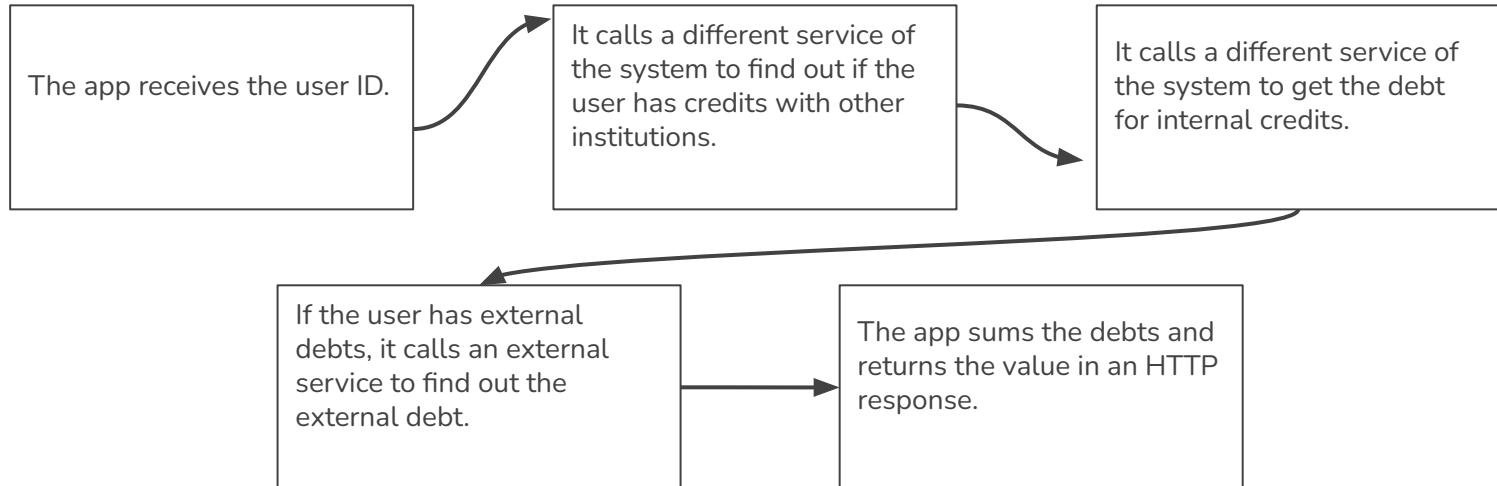 The app receives the user ID.
It calls a different service of
the system to find out if the
user has credits with other
institutions.
It calls a different service of
the system to get the debt
for internal credits.
If the user has external
debts, it calls an external
service to find out the
external debt.
The app sums the debts and
returns the value in an HTTP
response.